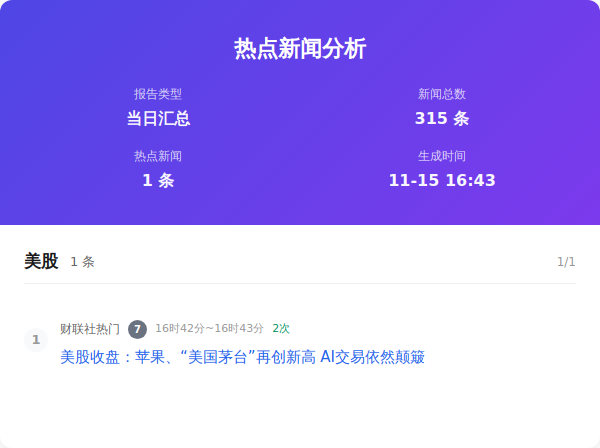 热点新闻分析
报告类型
新闻总数
当日汇总
315 条
热点新闻
生成时间
1 条
11-15 16:43
美股 1 条 1/1
1 财联社热门 7 16时42分~16时43分 2次
美股收盘：苹果、“美国茅台”再创新高 AI交易依然颠簸